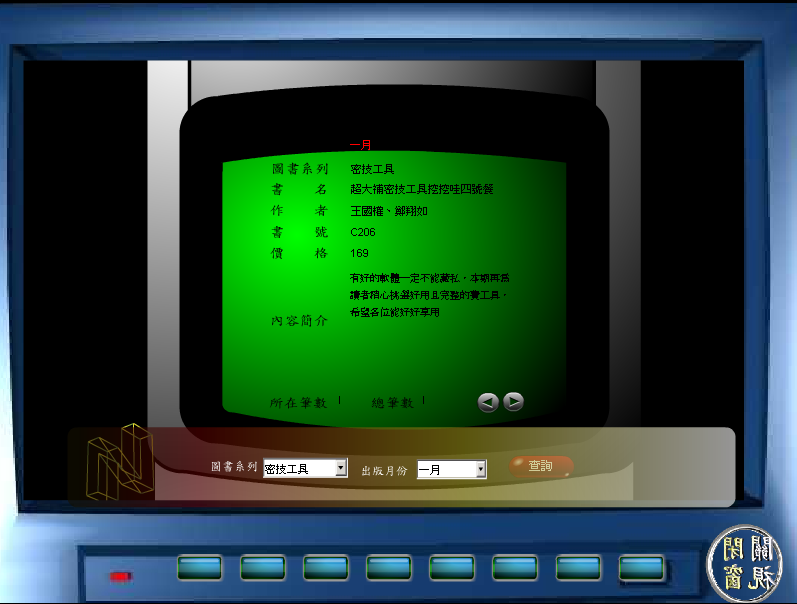 一月
圖書系列 密技工具
書名 超大補密技工具挖挖哇四號餐
作者 王國權、鄭翔如
書號 C206
價格 169
內容簡介
有好的軟體一定不能藏私，本期再為
讀者精心挑選好用且完整的實工具，
希望各位能好好享用
所在筆數 1 總筆數 1
圖書系列 密技工具 出版月份 一月 查詢
關閉視窗